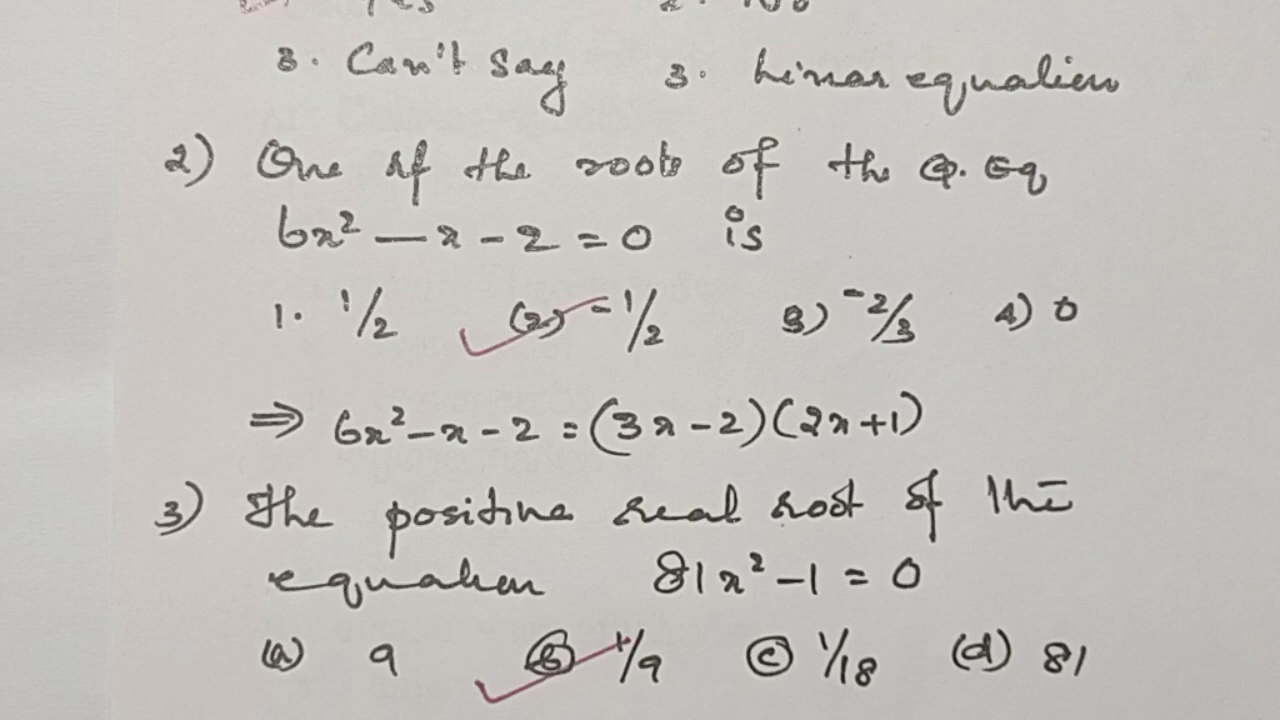 3. Can't say 3. Linear equation
2) One of the roots of the Q. Eq
6x² - x - 2 = 0 is
1. 1/2 (2) -1/2 3) -2/3 4) 0
⇒ 6x² - x - 2 = (3x - 2)(2x + 1)
3) The positive real root of the
equation 81x² - 1 = 0
(a) 9 (b) 1/9 (c) 1/18 (d) 81